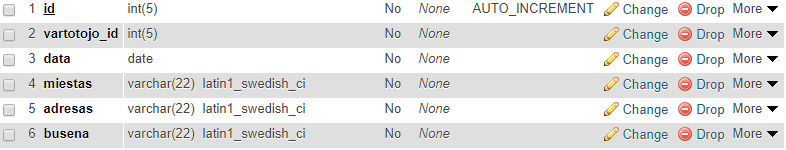 1 id int(5) No None AUTO_INCREMENT Change Drop More
2 vartotojo_id int(5) No None Change Drop More
3 data date No None Change Drop More
4 miestas varchar(22) latin1_swedish_ci No None Change Drop More
5 adresas varchar(22) latin1_swedish_ci No None Change Drop More
6 busena varchar(22) latin1_swedish_ci No None Change Drop More